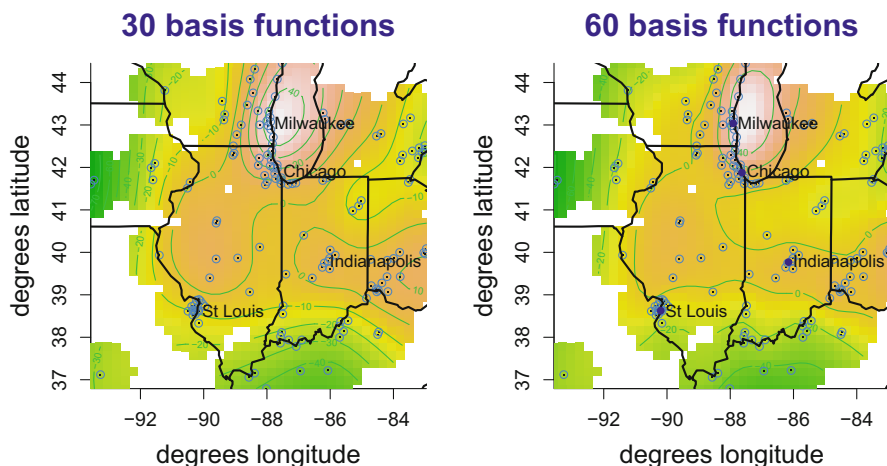 30 basis functions
60 basis functions
degrees latitude
44
43
42
41
40
39
38
37
Milwaukee
Chicago
Indianapolis
St Louis
−92
−90
−88
−86
−84
degrees longitude
degrees latitude
44
43
42
41
40
39
38
37
Milwaukee
Chicago
Indianapolis
St Louis
−92
−90
−88
−86
−84
degrees longitude